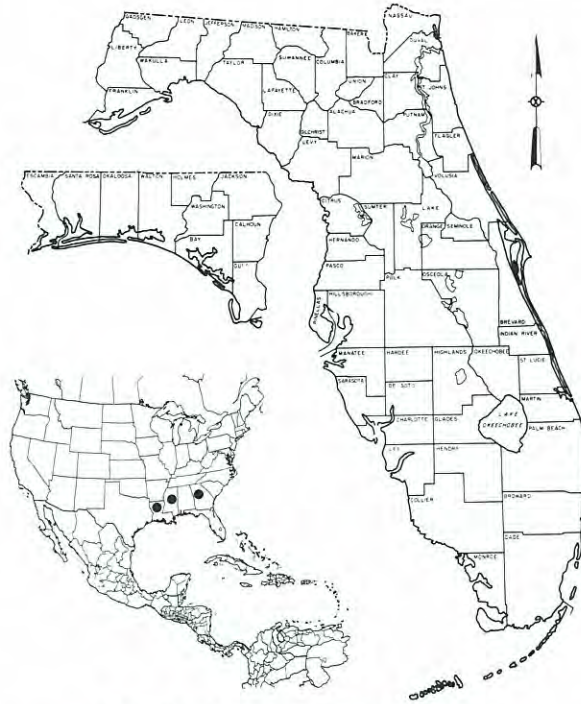 NASSAU
GADSDEN
LEON
JEFFERSON
MADISON
HAMILTON
BAKER
DUVAL
LIBERTY
WAKULLA
TAYLOR
SUWANNEE
COLUMBIA
UNION
CLAY
ST JOHNS
FRANKLIN
LAFAYETTE
BRADFORD
DIXIE
GILCHRIST
ALACHUA
PUTNAM
LEVY
FLAGLER
MARION
VOLUSIA
ESCAMBIA
SANTA ROSA
OKALOOSA
WALTON
HOLMES
JACKSON
WASHINGTON
BAY
CALHOUN
GULF
CITRUS
SUMTER
LAKE
ORANGE
SEMINOLE
HERNANDO
PASCO
POLK
OSCEOLA
HILLSBOROUGH
PINELLAS
BREVARD
INDIAN RIVER
MANATEE
HARDEE
HIGHLANDS
OKEECHOBEE
ST LUCIE
SARASOTA
DE SOTO
MARTIN
CHARLOTTE
GLADES
LAKE
OKEECHOBEE
PALM BEACH
LEE
HENDRY
COLLIER
BROWARD
DADE
MONROE